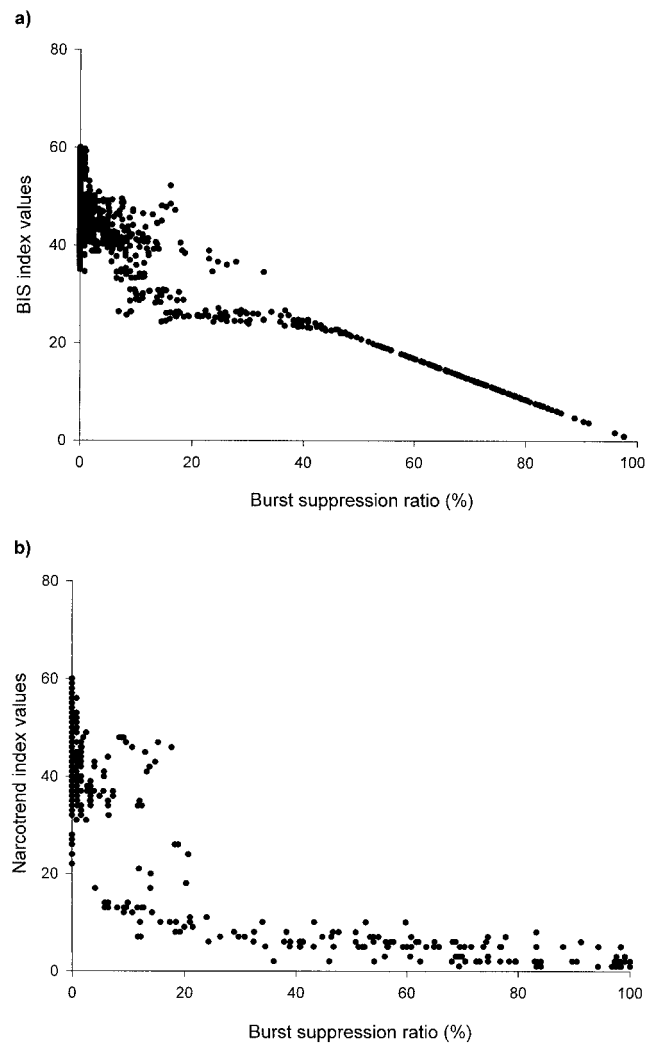 a)
80
60
40
20
0
BIS index values
0 20 40 60 80 100
Burst suppression ratio (%)
b)
80
60
40
20
0
Narcotrend index values
0 20 40 60 80 100
Burst suppression ratio (%)